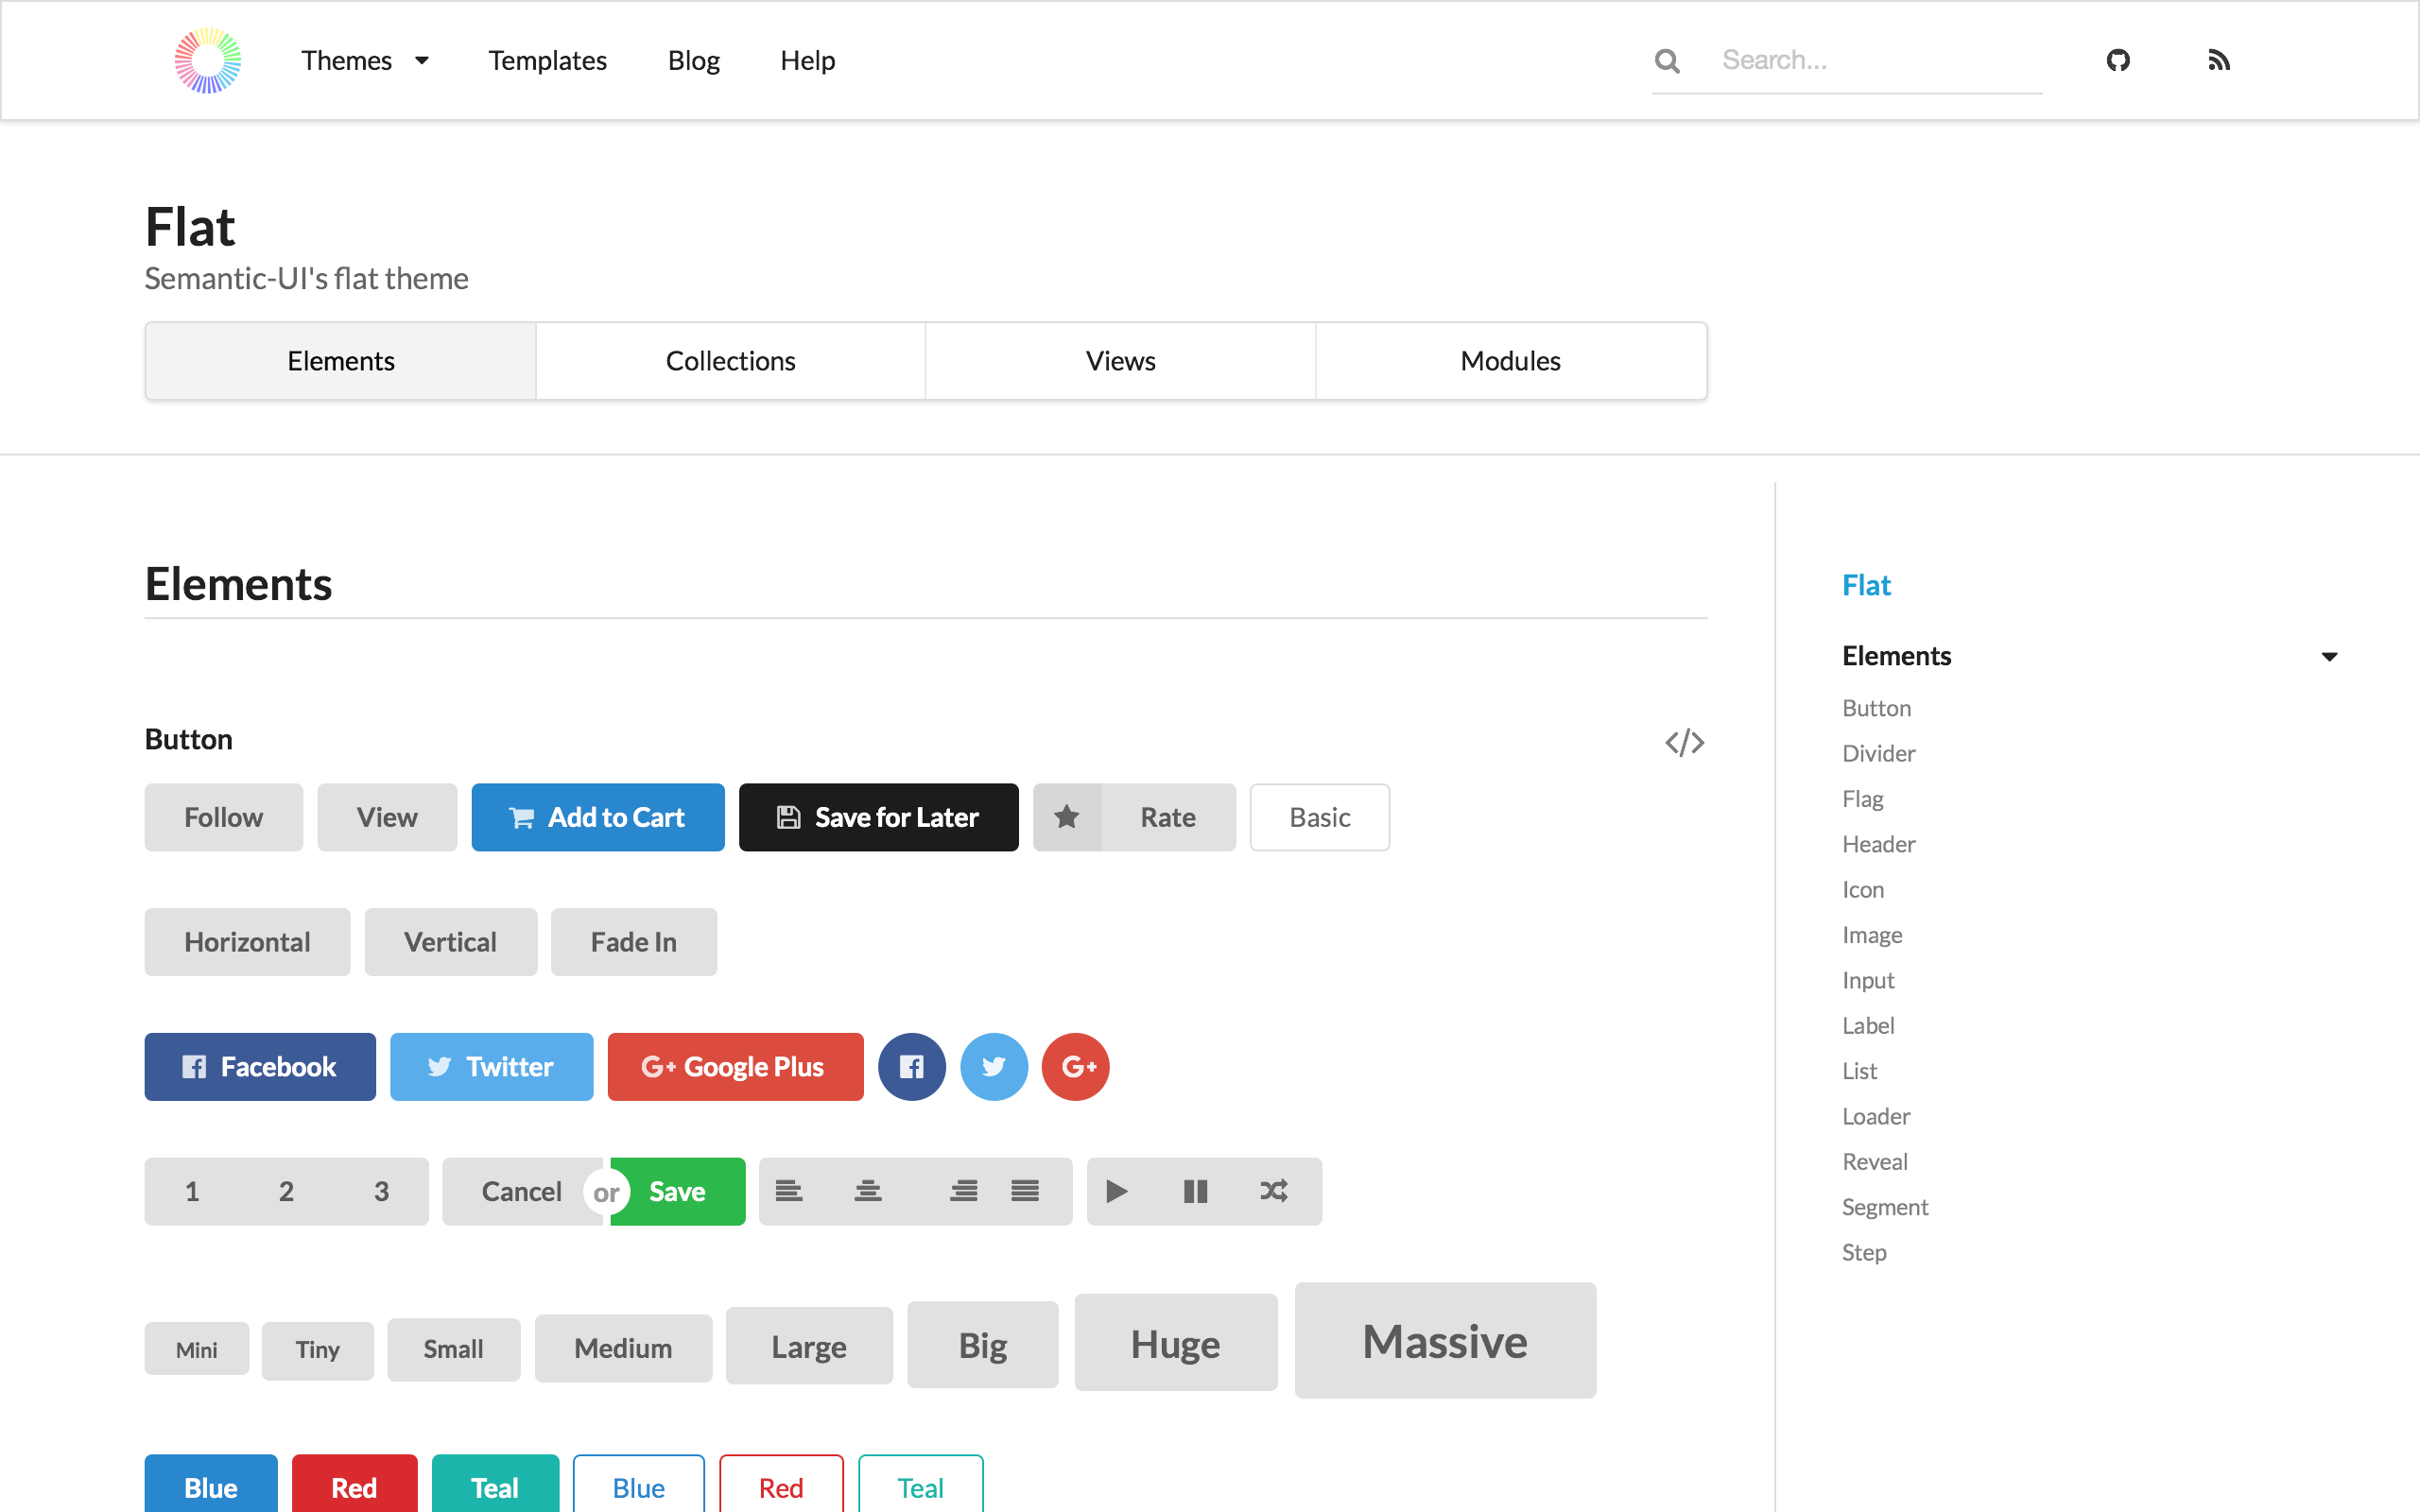 Themes Templates Blog Help Search...
Flat
Semantic-UI's flat theme
Elements Collections Views Modules
Elements
Button
Follow View Add to Cart Save for Later Rate Basic
Horizontal Vertical Fade In
Facebook Twitter G+ Google Plus G+
1 2 3 Cancel or Save
Mini Tiny Small Medium Large Big Huge Massive
Blue Red Teal Blue Red Teal
Flat
Elements
Button
Divider
Flag
Header
Icon
Image
Input
Label
List
Loader
Reveal
Segment
Step